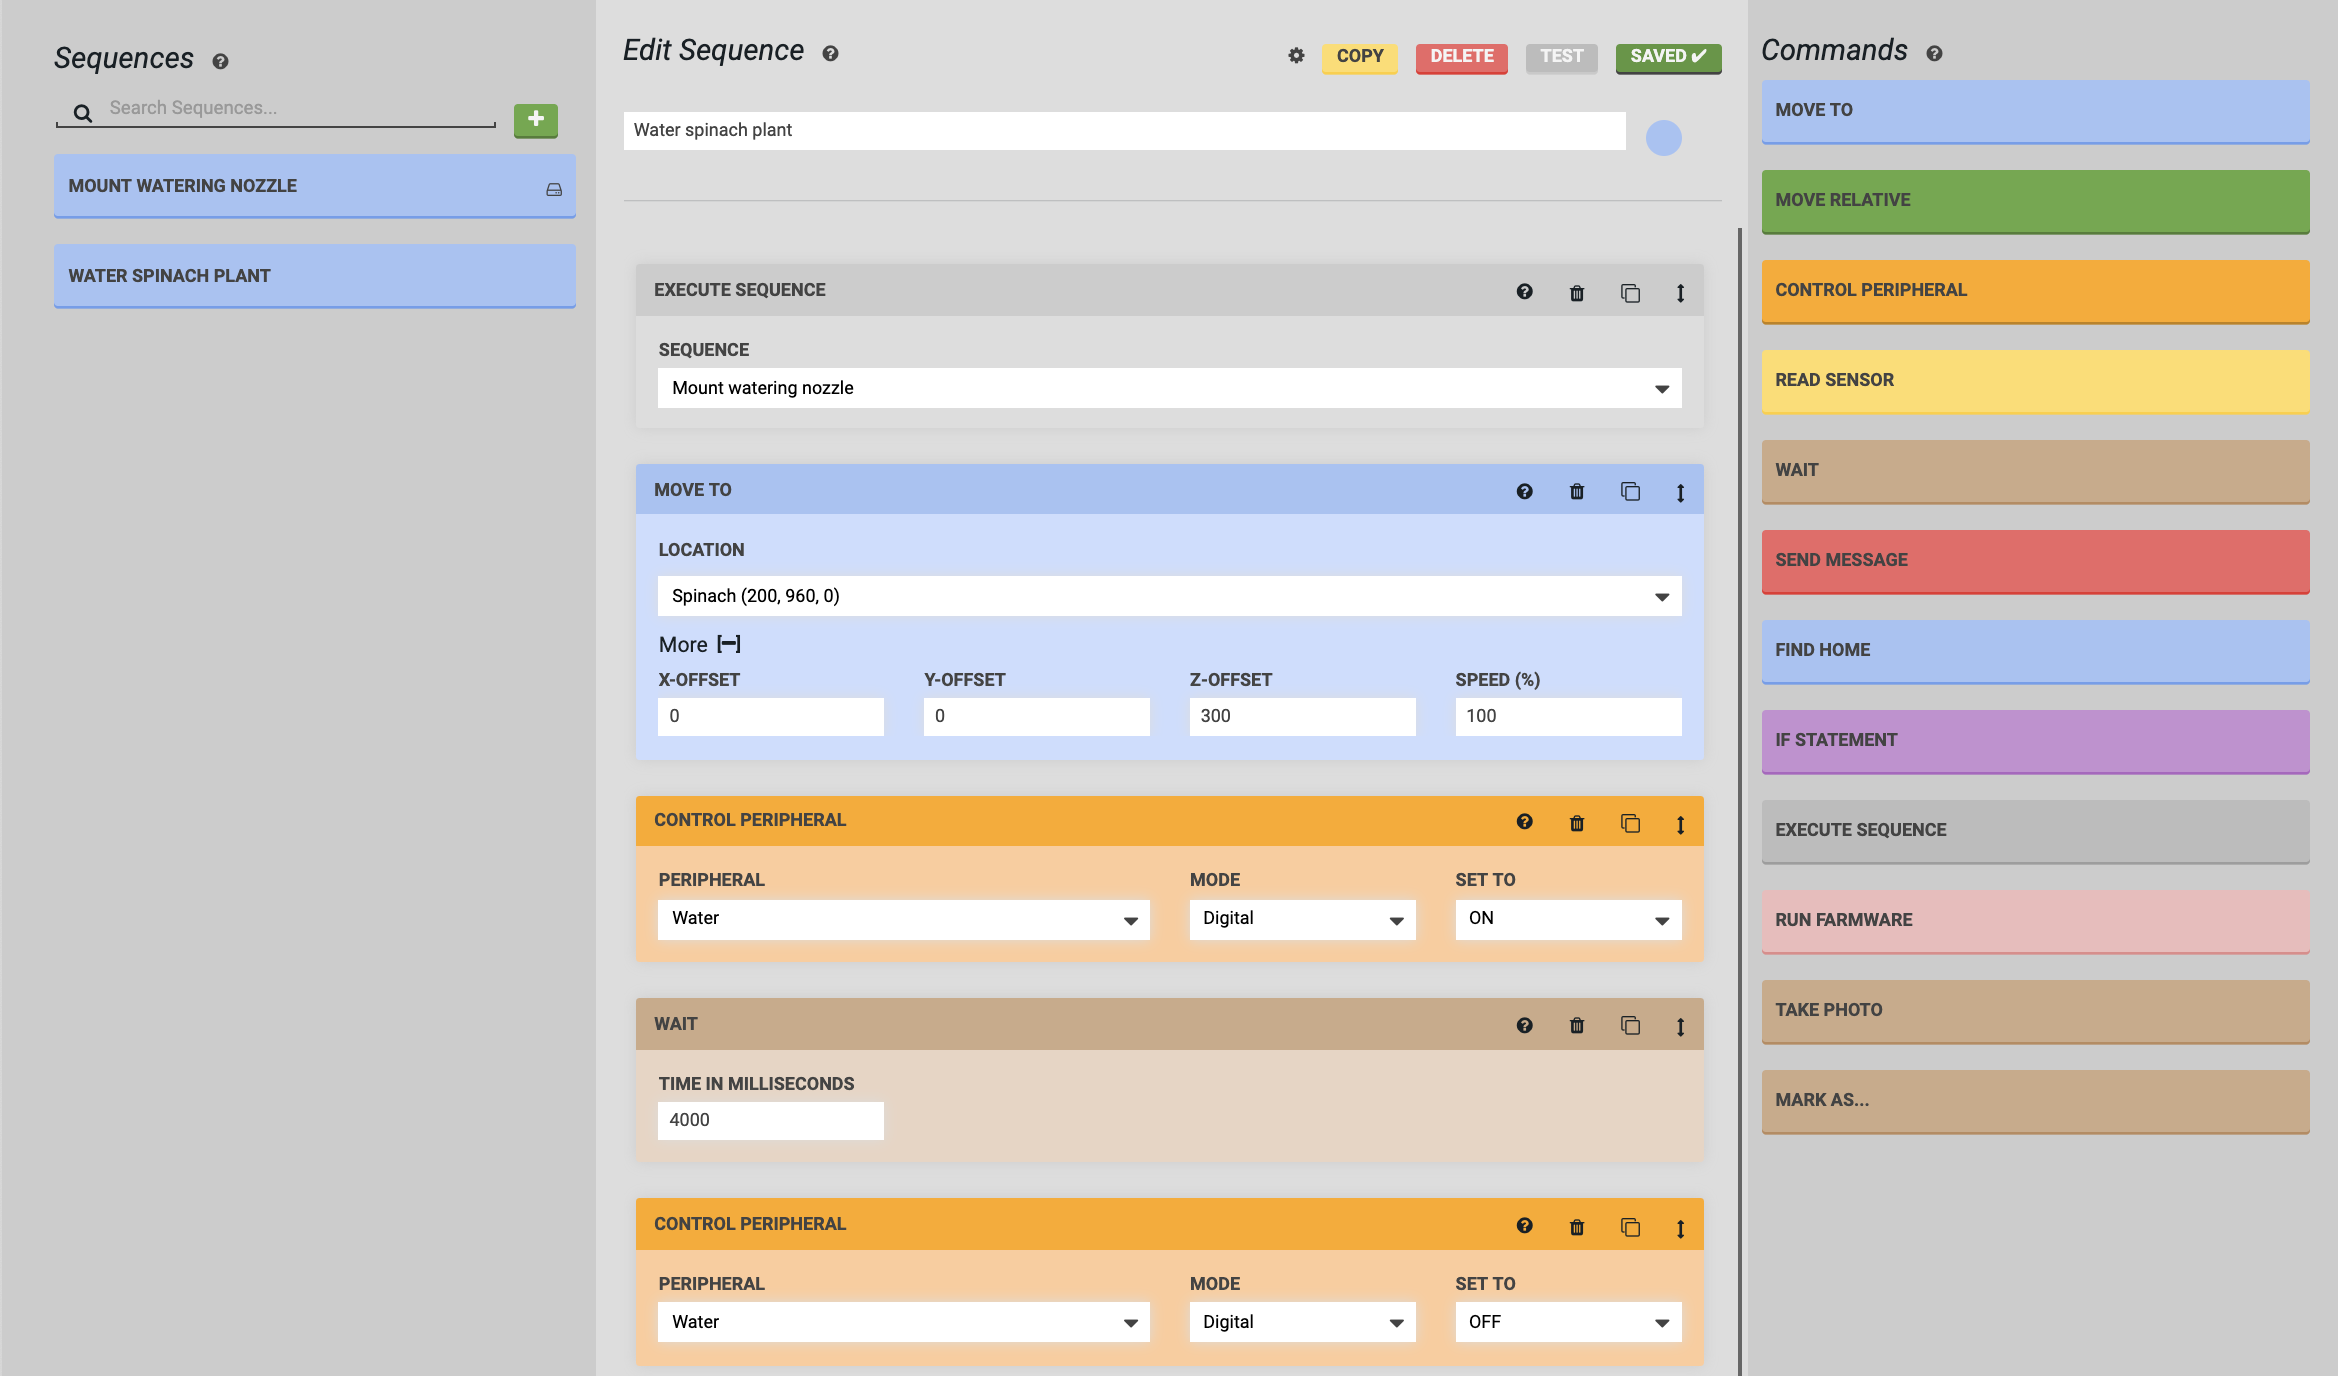 Sequences
Search Sequences...
MOUNT WATERING NOZZLE
WATER SPINACH PLANT
Edit Sequence
COPY
DELETE
TEST
SAVED ✔
Water spinach plant
EXECUTE SEQUENCE
SEQUENCE
Mount watering nozzle
MOVE TO
LOCATION
Spinach (200, 960, 0)
More [–]
X-OFFSET Y-OFFSET Z-OFFSET SPEED (%)
0 0 300 100
CONTROL PERIPHERAL
PERIPHERAL MODE SET TO
Water Digital ON
WAIT
TIME IN MILLISECONDS
4000
CONTROL PERIPHERAL
PERIPHERAL MODE SET TO
Water Digital OFF
Commands
MOVE TO
MOVE RELATIVE
CONTROL PERIPHERAL
READ SENSOR
WAIT
SEND MESSAGE
FIND HOME
IF STATEMENT
EXECUTE SEQUENCE
RUN FARMWARE
TAKE PHOTO
MARK AS...